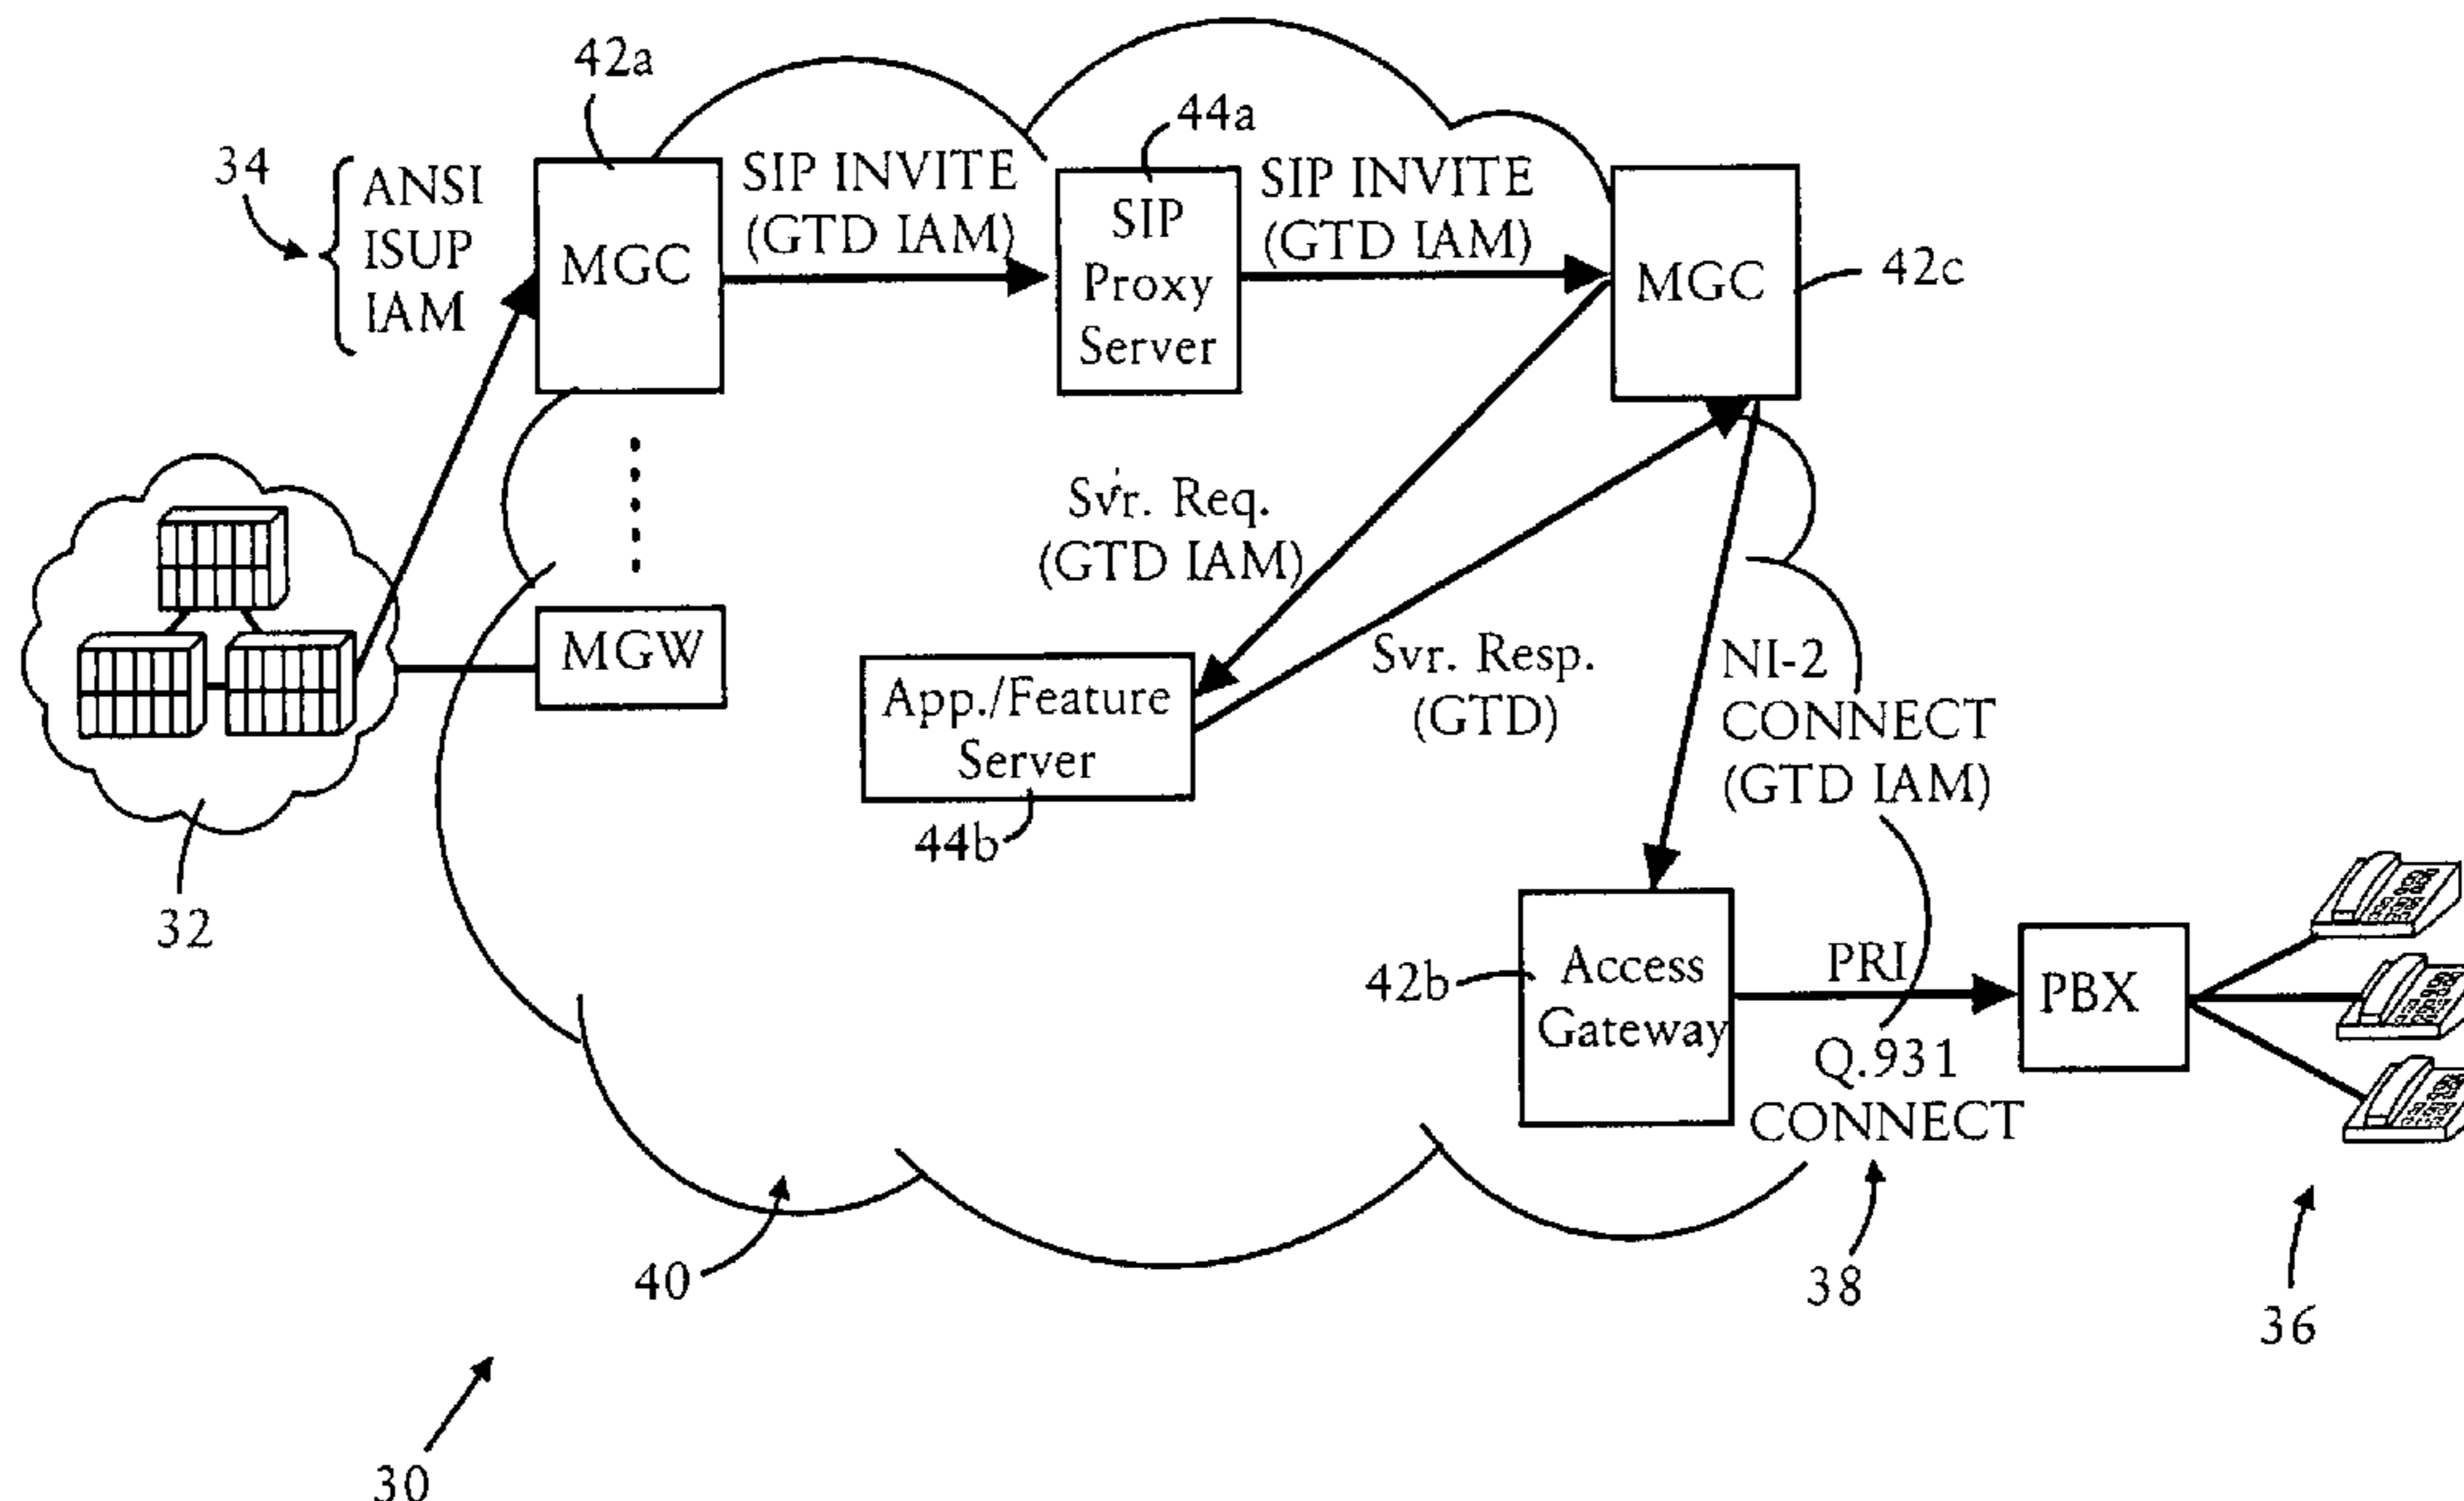 42a
44a
34
ANSI
ISUP
IAM
MGC
SIP INVITE
(GTD IAM)
SIP
Proxy
Server
SIP INVITE
(GTD IAM)
MGC
42c
Svr. Req.
(GTD IAM)
MGW
App./Feature
Server
44b
Svr. Resp.
(GTD)
NI-2
CONNECT
(GTD IAM)
32
42b
Access
Gateway
PRI
Q.931
CONNECT
PBX
40
38
36
30